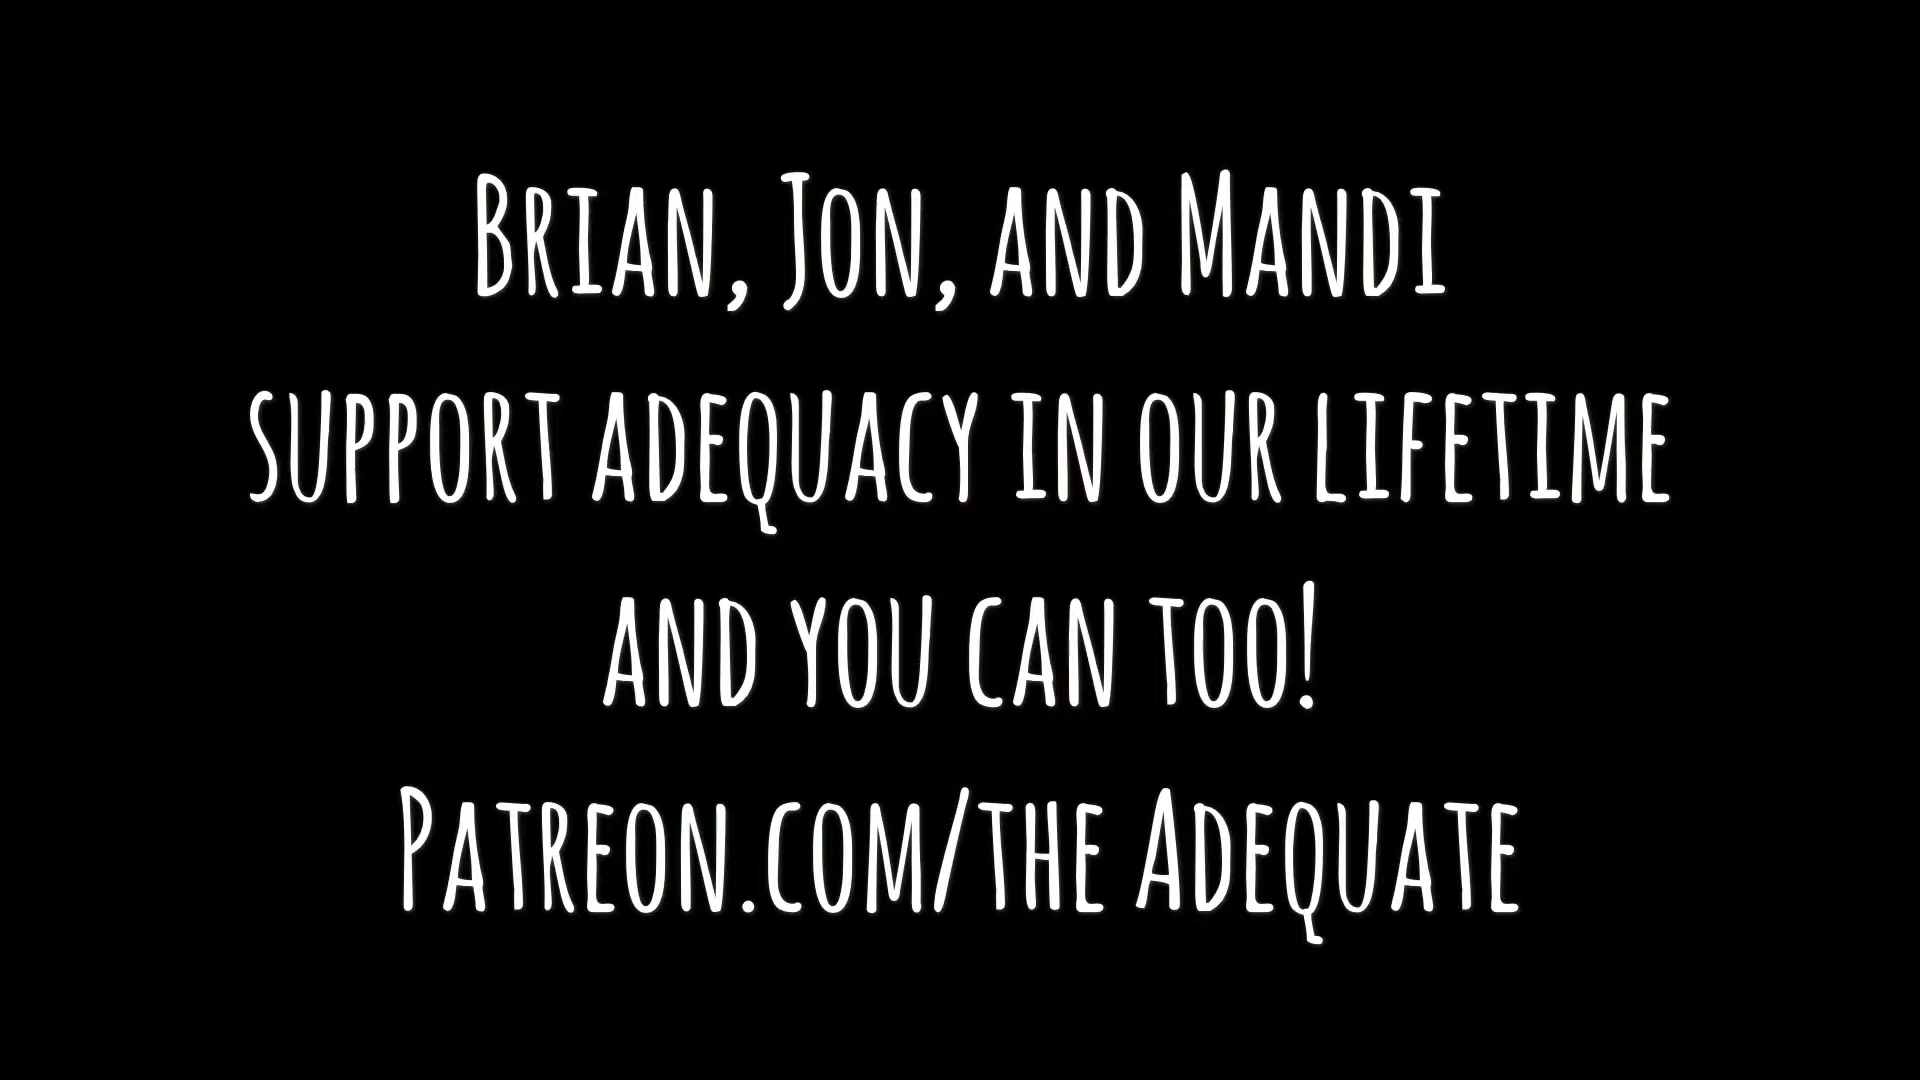 Brian, Jon, and Mandi
support adequacy in our lifetime
and you can too!
Patreon.com/the Adequate